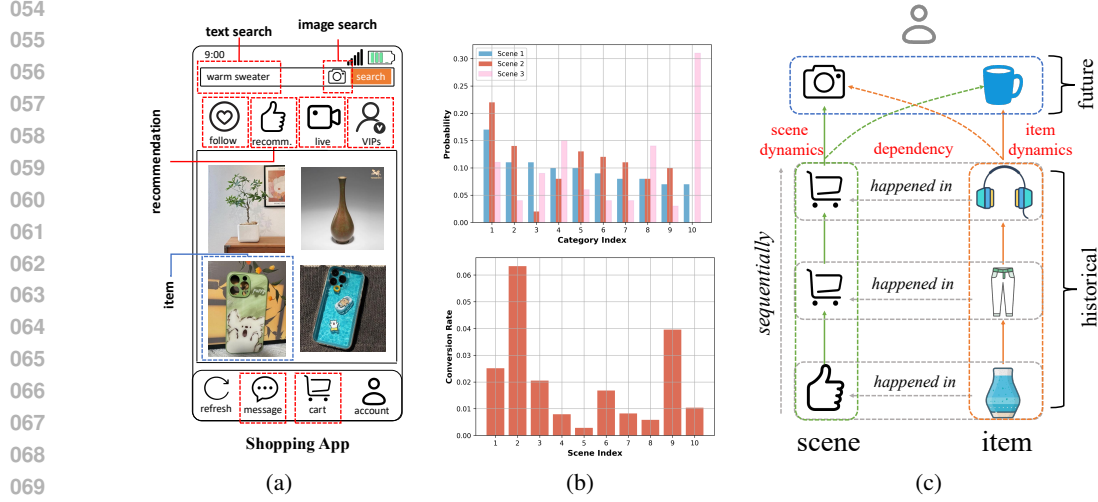 054
055
056
057
058
059
060
061
062
063
064
065
066
067
068
069
text search
image search
9:00
warm sweater
search
follow
recomm.
live
VIPs
recommendation
item
refresh
message
cart
account
Shopping App
(a)
Scene 1
Scene 2
Scene 3
Probability
0.30
0.25
0.20
0.15
0.10
0.05
0.00
1 2 3 4 5 6 7 8 9 10
Category Index
Conversion Rate
0.06
0.05
0.04
0.03
0.02
0.01
0.00
1 2 3 4 5 6 7 8 9 10
Scene Index
(b)
future
scene
dynamics
dependency
item
dynamics
happened in
sequentially
happened in
historical
happened in
scene
item
(c)